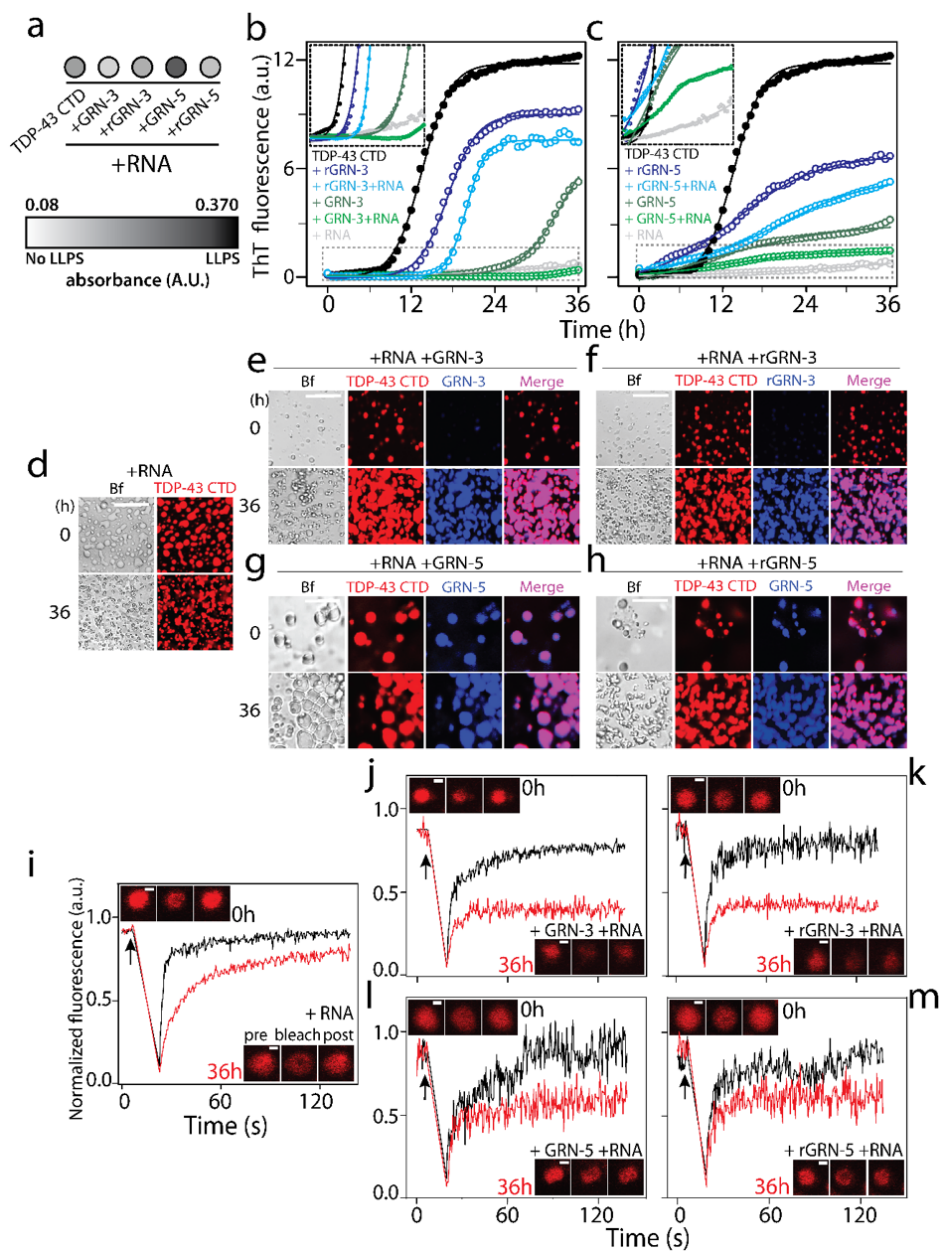 a
TDP-43 CTD
+GRN-3
+rGRN-3
+GRN-5
+rGRN-5
+RNA
0.08
0.370
No LLPS
LLPS
absorbance (A.U.)
b
ThT fluorescence (a.u.)
12
9
6
3
0
TDP-43 CTD
+ rGRN-3
+ rGRN-3+RNA
+ GRN-3
+ GRN-3+RNA
+ RNA
0
12
24
36
c
TDP-43 CTD
+ rGRN-5
+ rGRN-5+RNA
+ GRN-5
+ GRN-5+RNA
+ RNA
0
12
24
36
Time (h)
d
+RNA
(h)
Bf
TDP-43 CTD
0
36
e
+RNA +GRN-3
Bf
TDP-43 CTD
GRN-3
Merge
(h)
0
36
f
+RNA +rGRN-3
Bf
TDP-43 CTD
rGRN-3
Merge
g
+RNA +GRN-5
Bf
TDP-43 CTD
GRN-5
Merge
0
36
h
+RNA +rGRN-5
Bf
TDP-43 CTD
GRN-5
Merge
i
Normalized fluorescence (a.u.)
1.0
0.5
0.0
0h
+ RNA
pre
bleach
post
36h
0
60
120
Time (s)
j
1.0
0.5
0.0
0h
+ GRN-3 +RNA
36h
k
0h
+ rGRN-3 +RNA
36h
l
1.0
0.5
0.0
0h
+ GRN-5 +RNA
36h
0
60
120
m
0h
+ rGRN-5 +RNA
36h
0
60
120
Time (s)